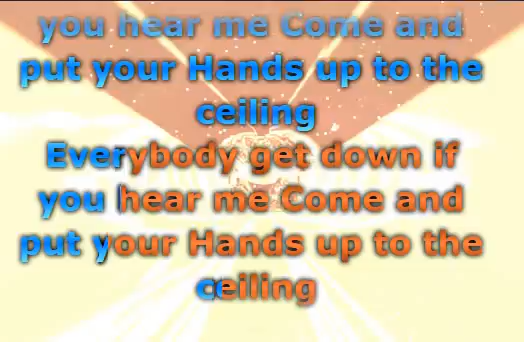 you hear me Come and
put your Hands up to the
ceiling
Everybody get down if
you hear me Come and
put your Hands up to the
ceiling